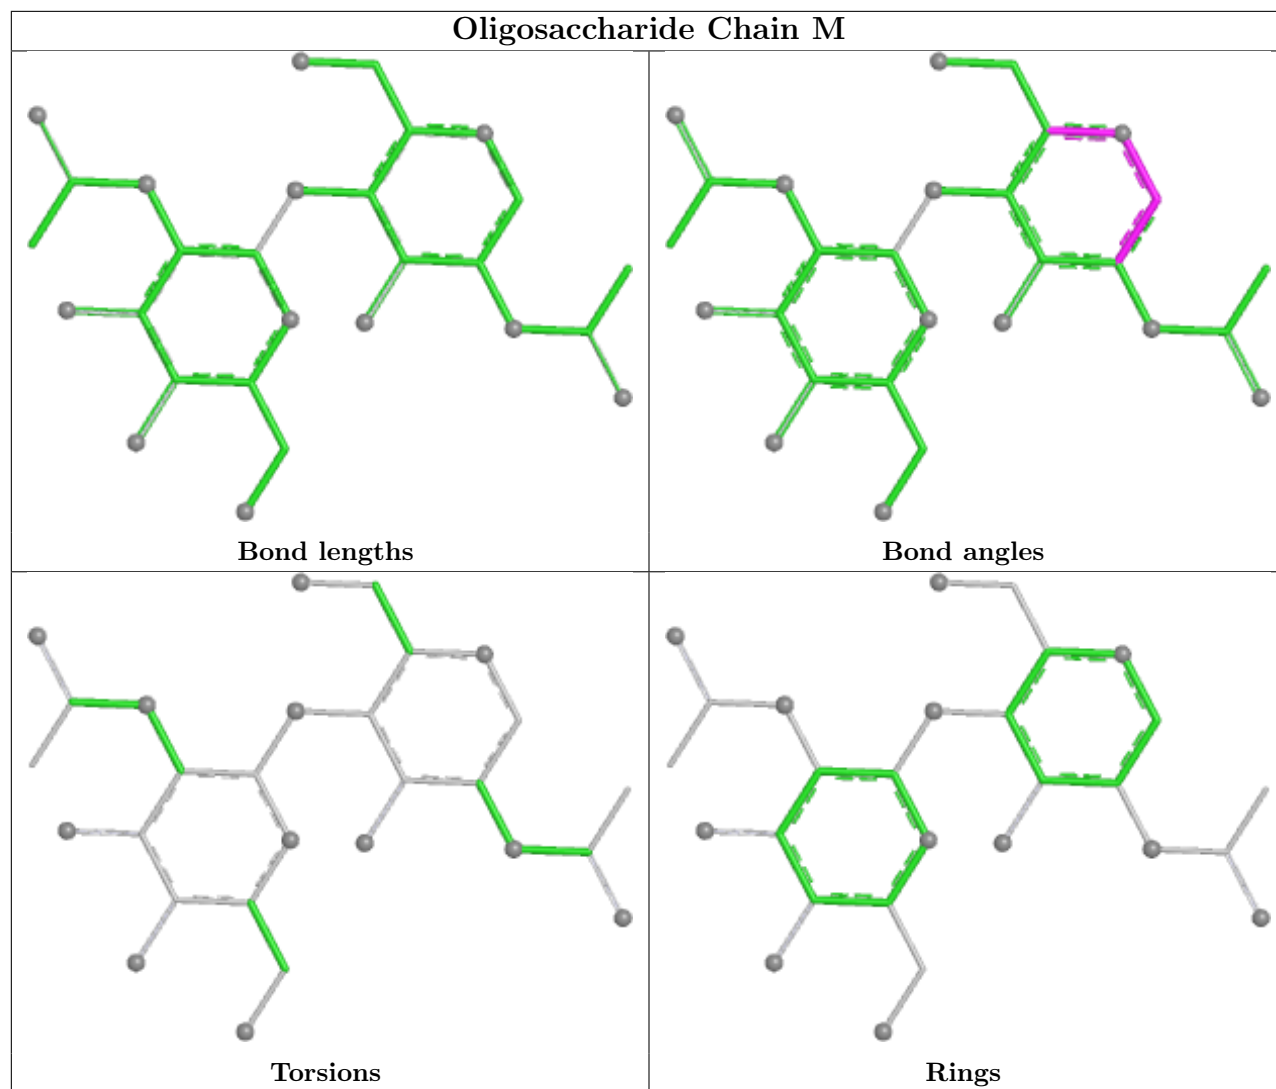 Oligosaccharide Chain M
Bond lengths
Bond angles
Torsions
Rings